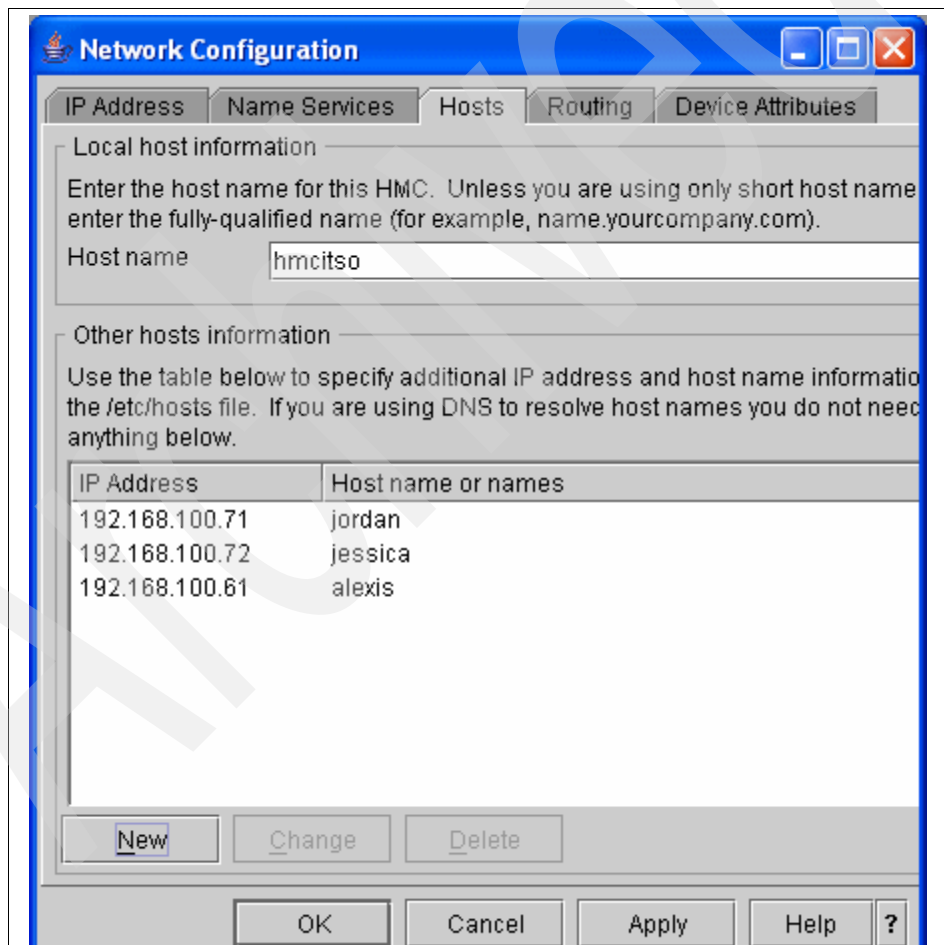 Network Configuration
IP Address Name Services Hosts Routing Device Attributes
Local host information
Enter the host name for this HMC. Unless you are using only short host name
enter the fully-qualified name (for example, name.yourcompany.com).
Host name hmcitso
Other hosts information
Use the table below to specify additional IP address and host name informatio
the /etc/hosts file. If you are using DNS to resolve host names you do not need
anything below.
IP Address Host name or names
192.168.100.71 jordan
192.168.100.72 jessica
192.168.100.61 alexis
New Change Delete
OK Cancel Apply Help ?